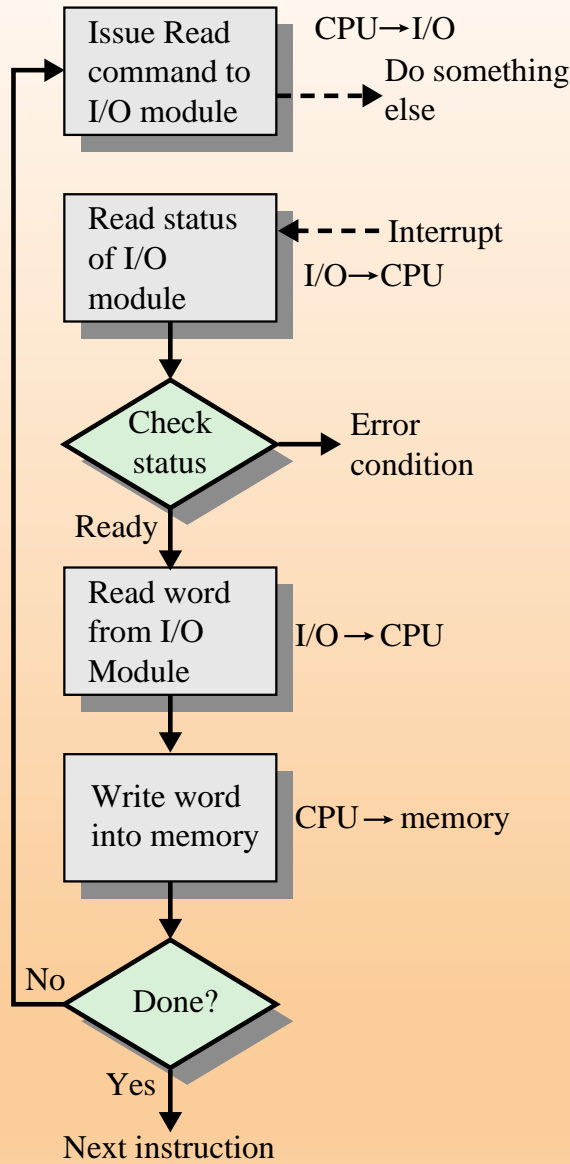 Issue Read
command to
I/O module
CPU→I/O
Do something
else
Read status
of I/O
module
Interrupt
I/O→CPU
Check
status
Error
condition
Ready
Read word
from I/O
Module
I/O → CPU
Write word
into memory
CPU → memory
No
Done?
Yes
Next instruction